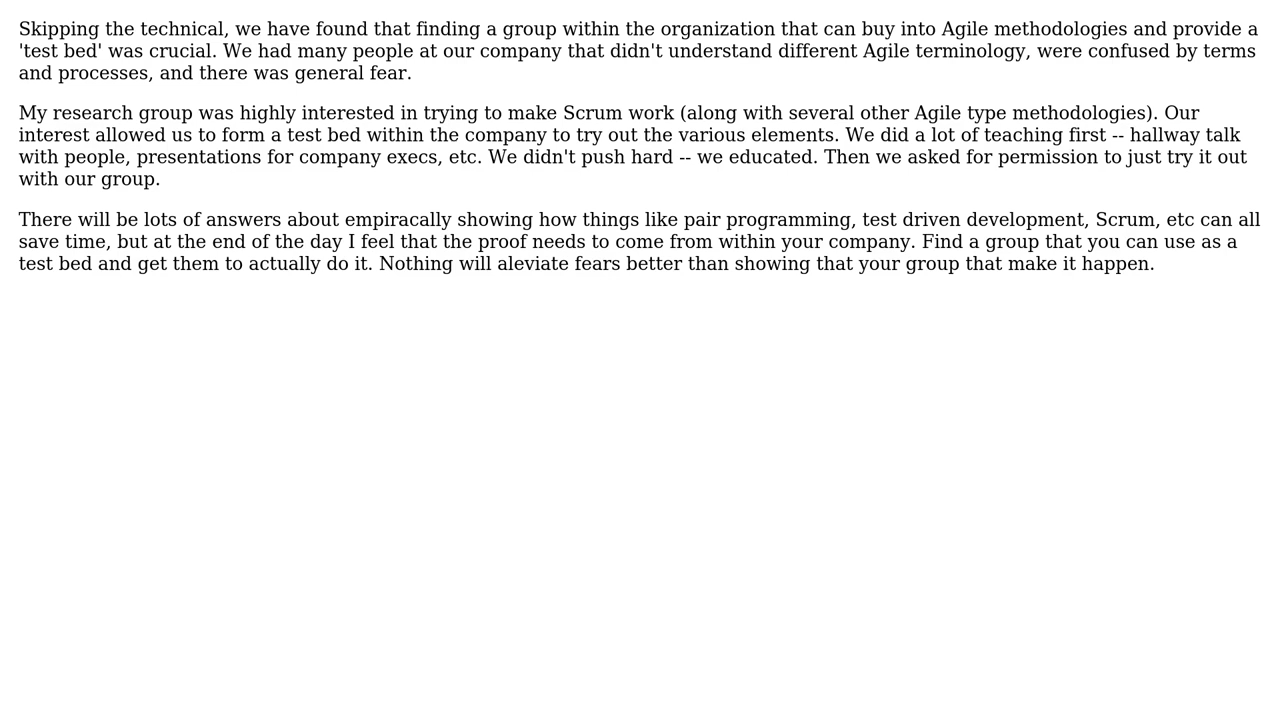 Skipping the technical, we have found that finding a group within the organization that can buy into Agile methodologies and provide a
'test bed' was crucial. We had many people at our company that didn't understand different Agile terminology, were confused by terms
and processes, and there was general fear.
My research group was highly interested in trying to make Scrum work (along with several other Agile type methodologies). Our
interest allowed us to form a test bed within the company to try out the various elements. We did a lot of teaching first -- hallway talk
with people, presentations for company execs, etc. We didn't push hard -- we educated. Then we asked for permission to just try it out
with our group.
There will be lots of answers about empiracally showing how things like pair programming, test driven development, Scrum, etc can all
save time, but at the end of the day I feel that the proof needs to come from within your company. Find a group that you can use as a
test bed and get them to actually do it. Nothing will aleviate fears better than showing that your group that make it happen.